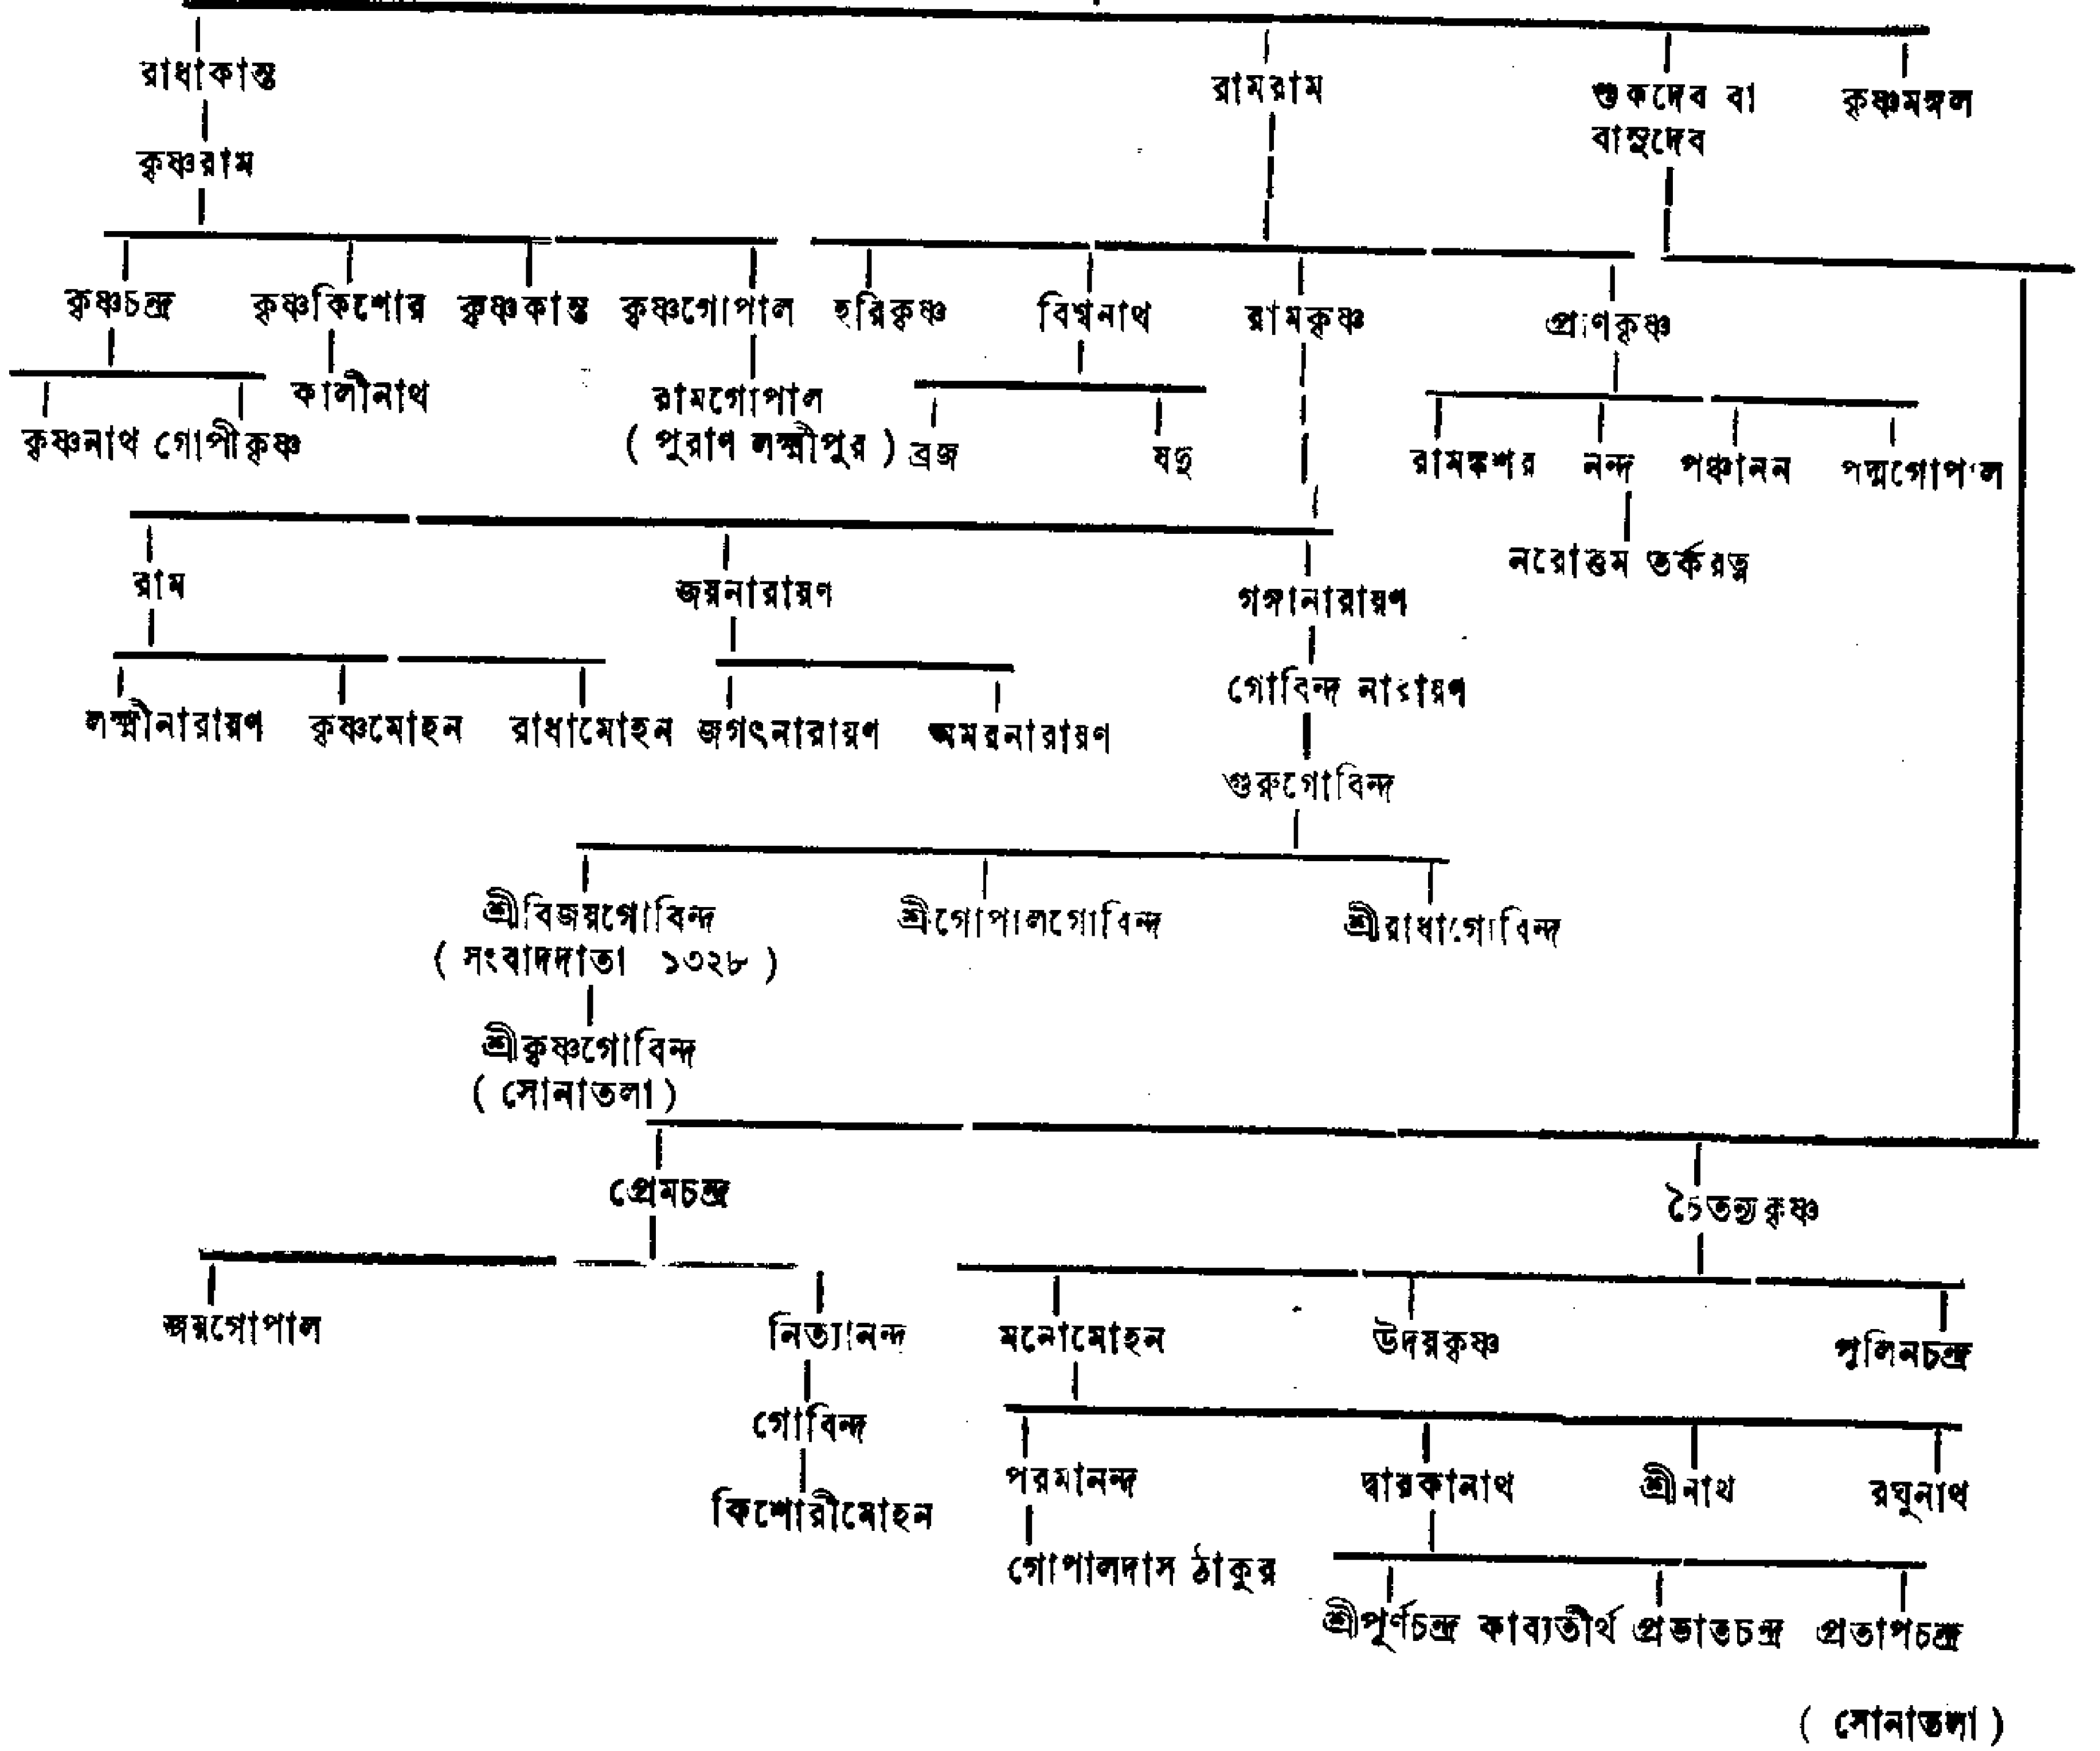 রাধাকান্ত রামরাম শুকদেব বা কৃষ্ণমঙ্গল
বাসুদেব
কৃষ্ণরাম
কৃষ্ণচন্দ্র কৃষ্ণকিশোর কৃষ্ণকান্ত কৃষ্ণগোপাল হরিকৃষ্ণ বিশ্বনাথ রামকৃষ্ণ প্রাণকৃষ্ণ
কালীনাথ রামগোপাল
কৃষ্ণনাথ গোপীকৃষ্ণ ( পুরাণ লক্ষ্মীপুর ) ব্রজ ষণ্ড রামঙ্কশর নন্দ পঞ্চানন পদ্মগোপাল
নরোত্তম তর্করত্ন
রাম জয়নারায়ণ গঙ্গানারায়ণ
গোবিন্দ নারায়ণ
লক্ষ্মীনারায়ণ কৃষ্ণমোহন রাধামোহন জগৎনারায়ণ অমরনারায়ণ
গুরুগোবিন্দ
শ্রীবিজয়গোবিন্দ শ্রীগোপালগোবিন্দ শ্রীরাধাগোবিন্দ
( সংবাদদাতা ১৩২৮ )
শ্রীকৃষ্ণগোবিন্দ
( সোনাতলা )
প্রেমচন্দ্র চৈতন্যকৃষ্ণ
জয়গোপাল নিত্যানন্দ মনোমোহন উদয়কৃষ্ণ পুলিনচন্দ্র
গোবিন্দ
পরমানন্দ দ্বারকানাথ শ্রীনাথ রঘুনাথ
কিশোরীমোহন
গোপালদাস ঠাকুর
শ্রীপূর্ণচন্দ্র কাব্যতীর্থ প্রভাতচন্দ্র প্রতাপচন্দ্র
( সোনাতলা )